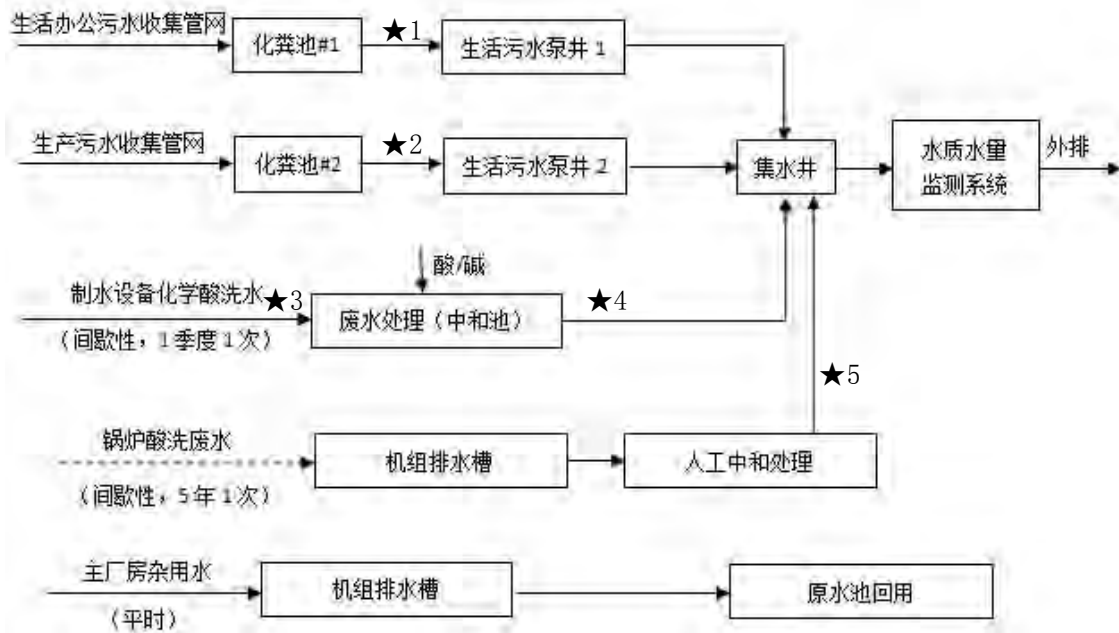 生活办公污水收集管网
化粪池#1
★1
生活污水泵井1
生产污水收集管网
化粪池#2
★2
生活污水泵井2
集水井
水质水量
监测系统
外排
酸/碱
制水设备化学酸洗水
★3
(间歇性，1季度1次)
废水处理（中和池）
★4
★5
锅炉酸洗废水
(间歇性，5年1次)
机组排水槽
人工中和处理
主厂房杂用水
(平时)
机组排水槽
原水池回用